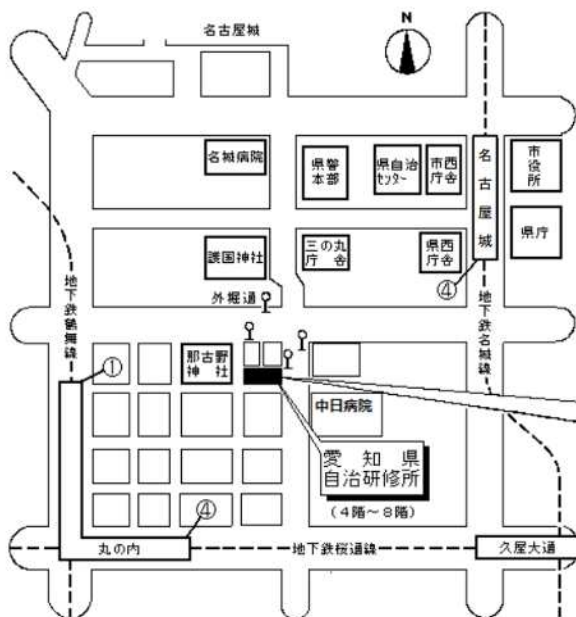 名古屋城
N
名城病院
県警
本部
県自治
センター
市西
庁舎
名古屋城
市役所
護国神社
三の丸
庁舎
県西
庁舎
県庁
④
外堀通
地下鉄鶴舞線
地下鉄名城線
①
那古野
神社
中日病院
愛知県
自治研修所
(4階~8階)
④
丸の内
地下鉄桜通線
久屋大通